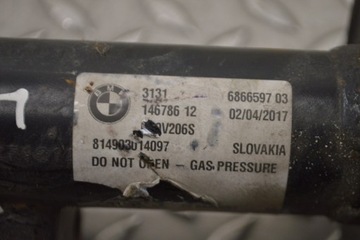 BMW
3131 6866597 03
146786 12 02/04/2017
V206S
814903014097 SLOVAKIA
DO NOT OPEN - GAS PRESSURE